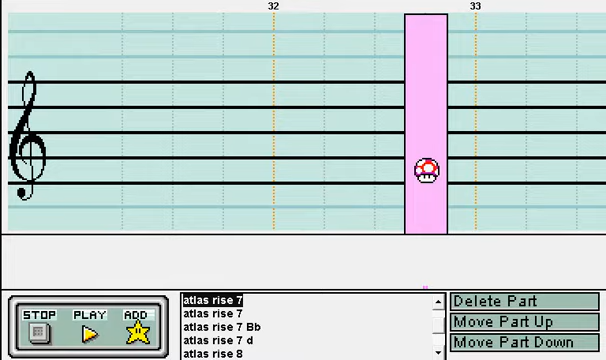 32 33
STOP PLAY ADD
atlas rise 7
atlas rise 7
atlas rise 7 Bb
atlas rise 7 d
atlas rise 8
Delete Part
Move Part Up
Move Part Down